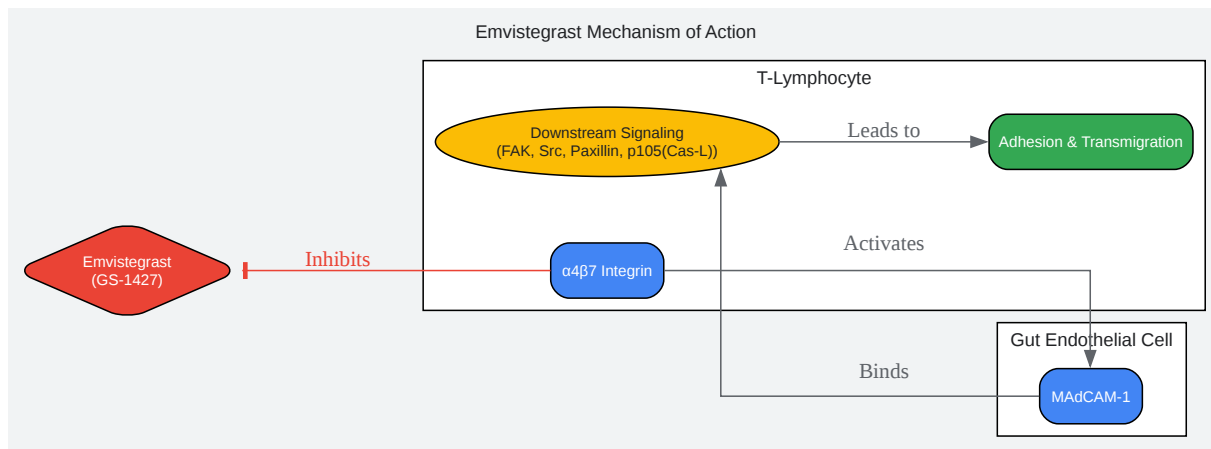 Emvistegrast Mechanism of Action
T-Lymphocyte
Downstream Signaling
(FAK, Src, Paxillin, p105(Cas-L))
Leads to
Adhesion & Transmigration
Emvistegrast
(GS-1427)
Inhibits
α4β7 Integrin
Activates
Gut Endothelial Cell
Binds
MAdCAM-1